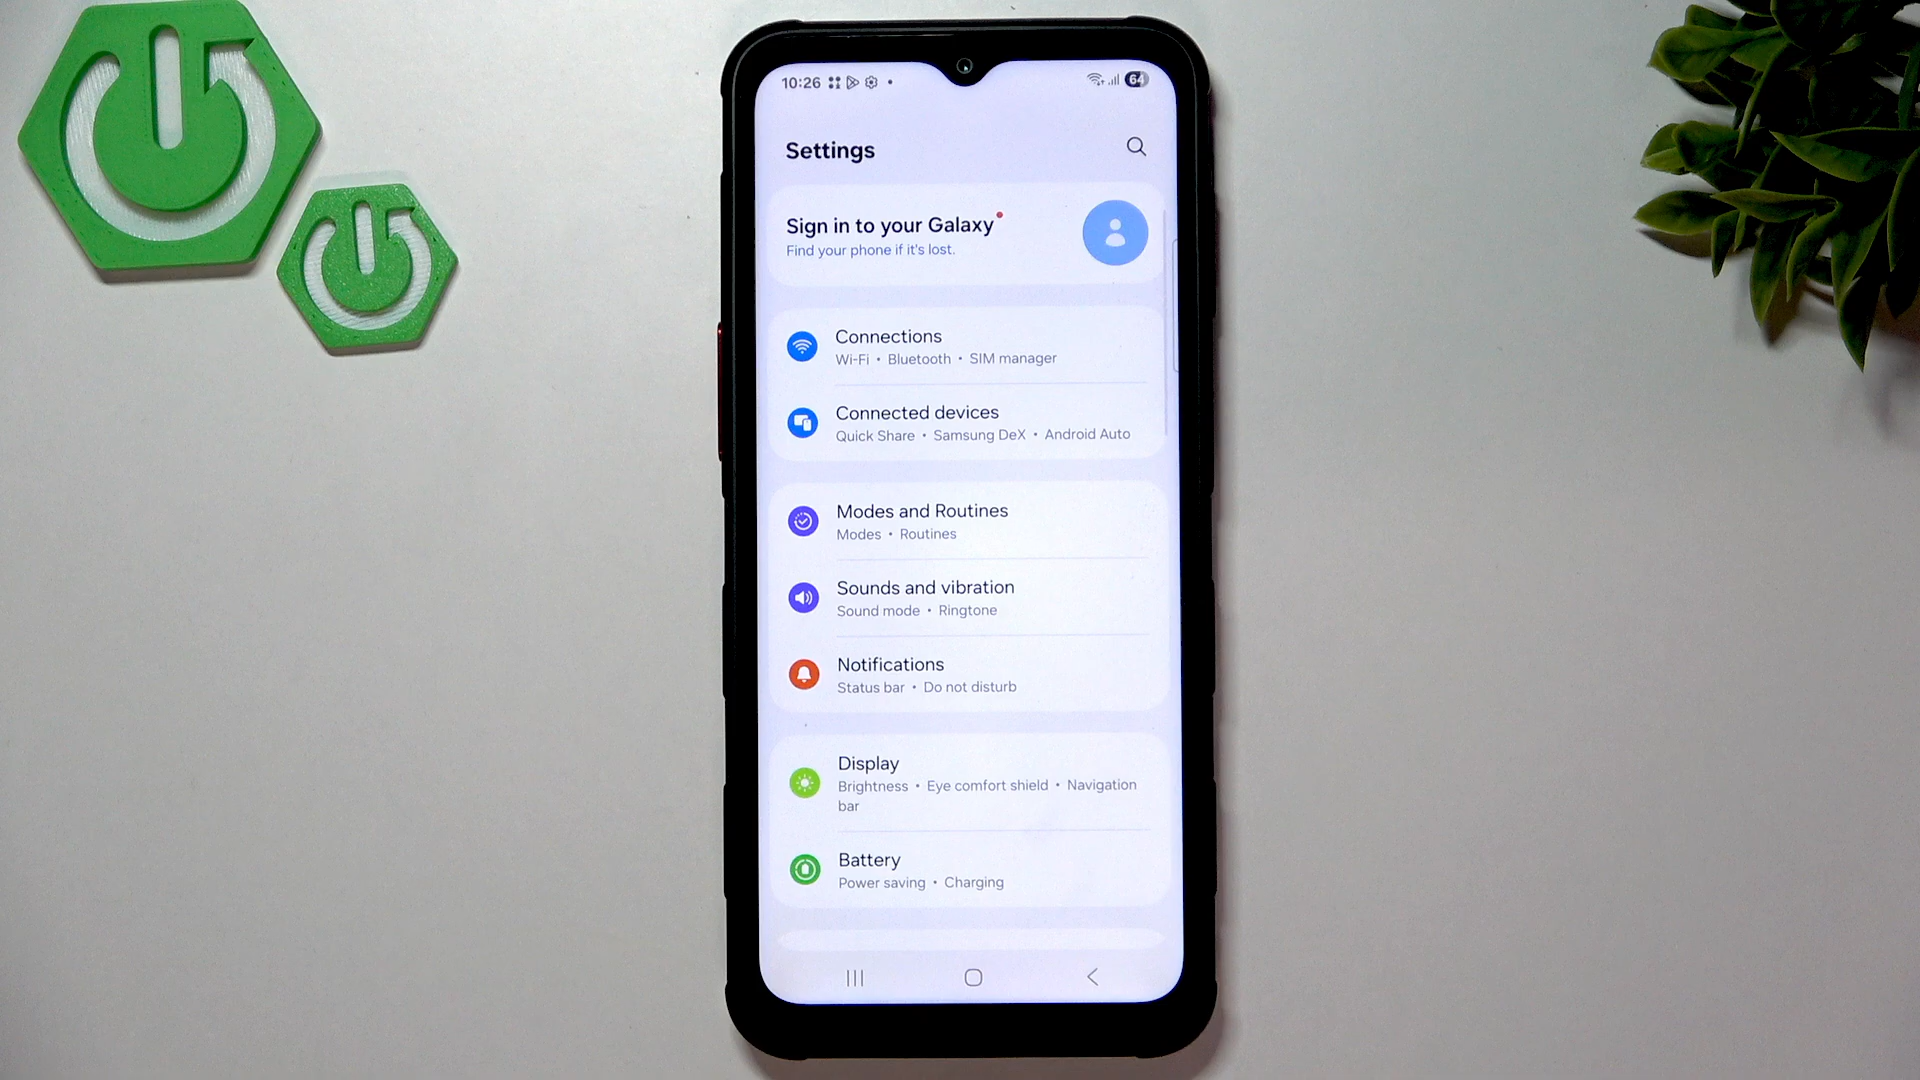 10:26
64
Settings
Sign in to your Galaxy
Find your phone if it's lost.
Connections
Wi-Fi • Bluetooth • SIM manager
Connected devices
Quick Share • Samsung DeX • Android Auto
Modes and Routines
Modes • Routines
Sounds and vibration
Sound mode • Ringtone
Notifications
Status bar • Do not disturb
Display
Brightness • Eye comfort shield • Navigation
bar
Battery
Power saving • Charging